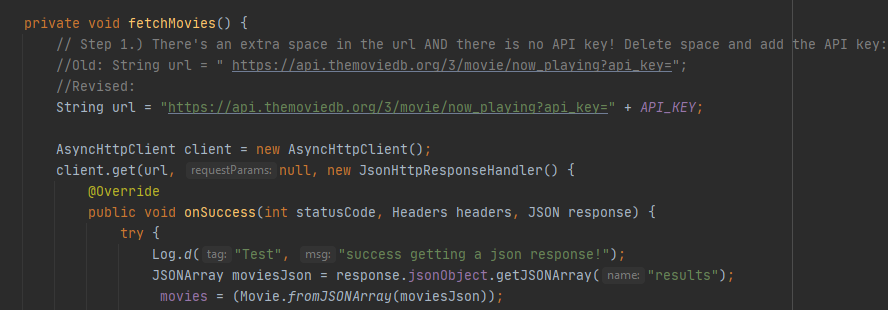 private void fetchMovies() {
// Step 1.) There's an extra space in the url AND there is no API key! Delete space and add the API key:
//Old: String url = " https://api.themoviedb.org/3/movie/now_playing?api_key=";
//Revised:
String url = "https://api.themoviedb.org/3/movie/now_playing?api_key=" + API_KEY;
AsyncHttpClient client = new AsyncHttpClient();
client.get(url, requestParams: null, new JsonHttpResponseHandler() {
@Override
public void onSuccess(int statusCode, Headers headers, JSON response) {
try {
Log.d( tag: "Test", msg: "success getting a json response!");
JSONArray moviesJson = response.jsonObject.getJSONArray( name: "results");
movies = (Movie.fromJSONArray(moviesJson));